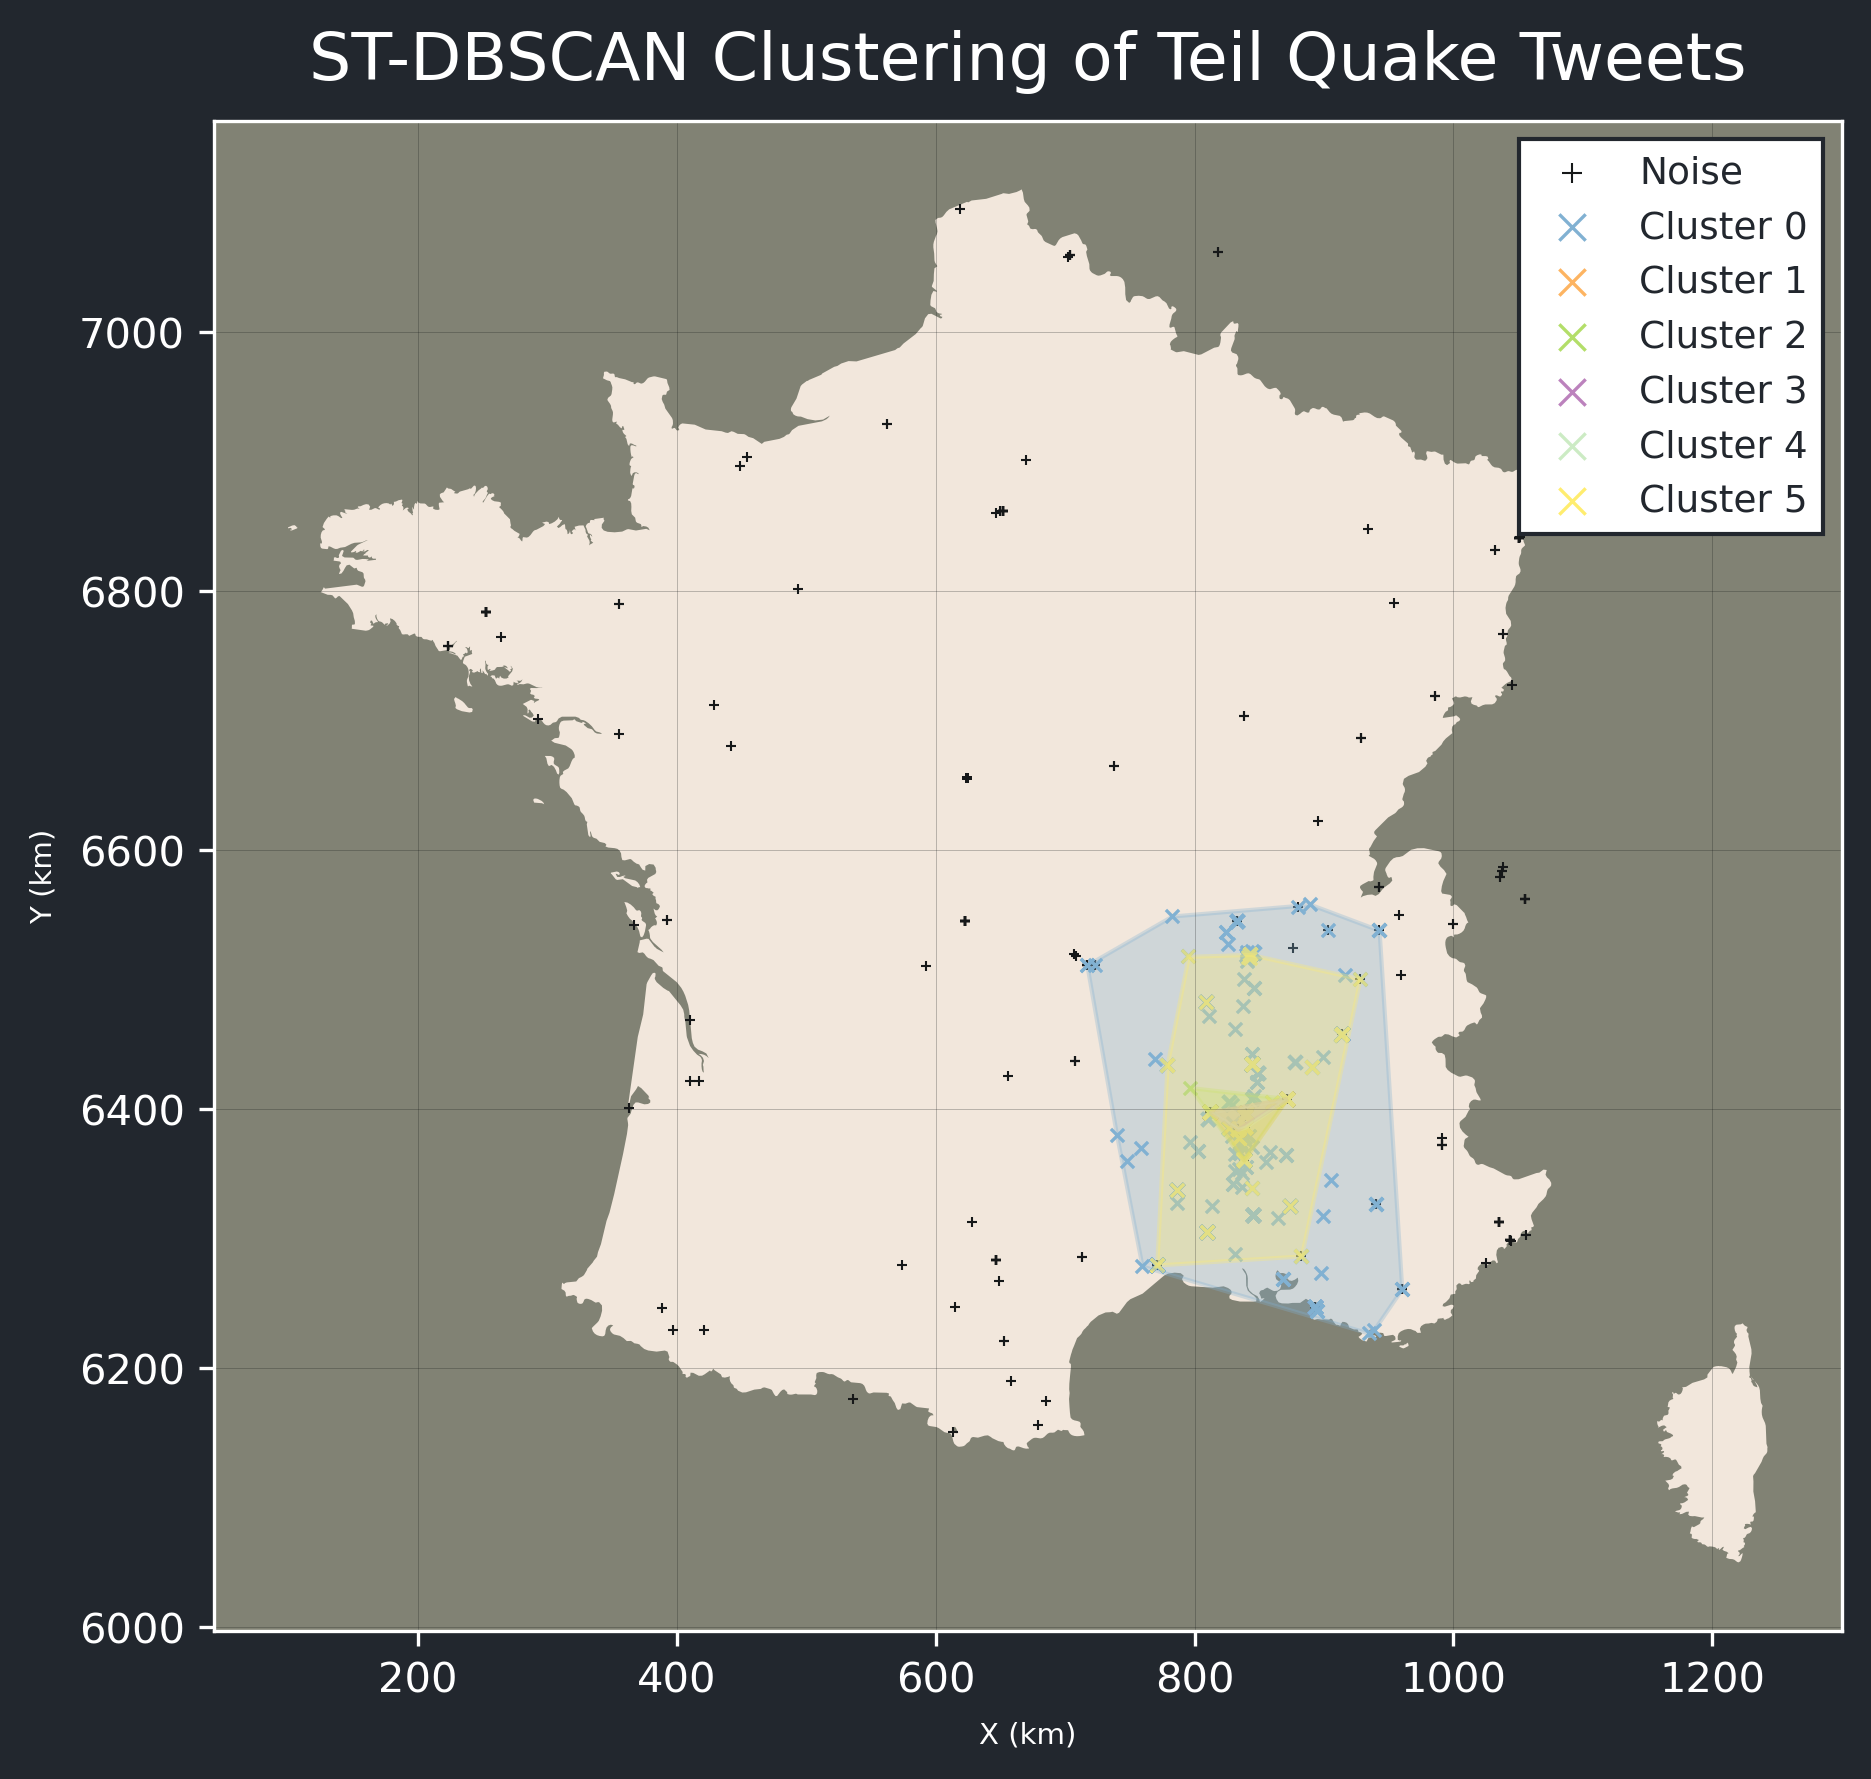 ST-DBSCAN Clustering of Teil Quake Tweets
Noise
Cluster 0
Cluster 1
Cluster 2
Cluster 3
Cluster 4
Cluster 5
7000
6800
6600
6400
6200
6000
Y (km)
200 400 600 800 1000 1200
X (km)